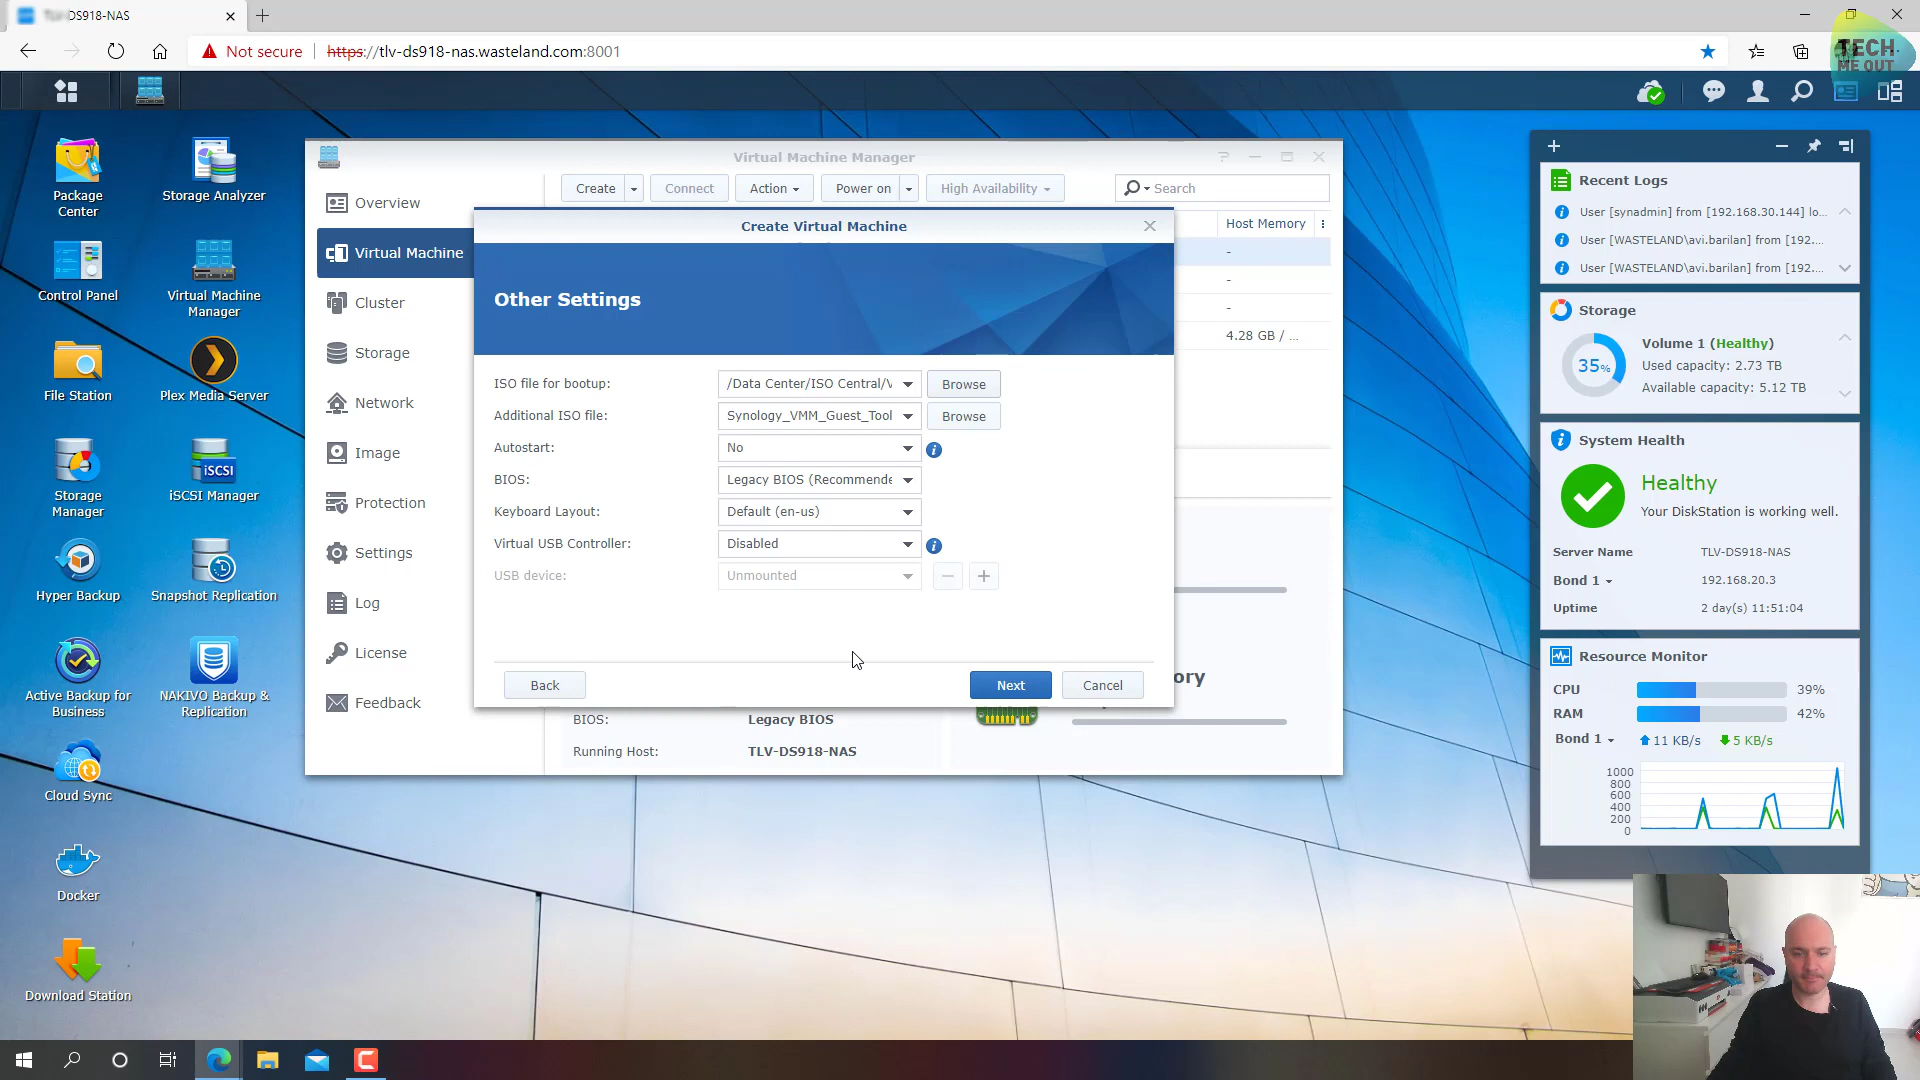 DS918-NAS
Not secure
https://tlv-ds918-nas.wasteland.com:8001
TECH
ME OUT
Package
Center
Storage Analyzer
Control Panel
Virtual Machine
Manager
File Station
Plex Media Server
Storage
Manager
iSCSI
iSCSI Manager
Hyper Backup
Snapshot Replication
Active Backup for
Business
NAKIVO Backup &
Replication
Cloud Sync
Docker
Download Station
Virtual Machine Manager
Overview
Virtual Machine
Cluster
Storage
Network
Image
Protection
Settings
Log
License
Feedback
Create
Connect
Action
Power on
High Availability
Search
Host Memory
-
-
-
4.28 GB / ...
Create Virtual Machine
Other Settings
ISO file for bootup:
/Data Center/ISO Central/V
Browse
Additional ISO file:
Synology_VMM_Guest_Tool
Browse
Autostart:
No
BIOS:
Legacy BIOS (Recommende
Keyboard Layout:
Default (en-us)
Virtual USB Controller:
Disabled
USB device:
Unmounted
Back
Next
Cancel
ory
BIOS:
Legacy BIOS
Running Host:
TLV-DS918-NAS
Recent Logs
User [synadmin] from [192.168.30.144] lo...
User [WASTELAND\avi.barilan] from [192....
User [WASTELAND\avi.barilan] from [192....
Storage
35%
Volume 1 (Healthy)
Used capacity: 2.73 TB
Available capacity: 5.12 TB
System Health
Healthy
Your DiskStation is working well.
Server Name
TLV-DS918-NAS
Bond 1
192.168.20.3
Uptime
2 day(s) 11:51:04
Resource Monitor
CPU
39%
RAM
42%
Bond 1
11 KB/s
5 KB/s
1000
800
600
400
200
0